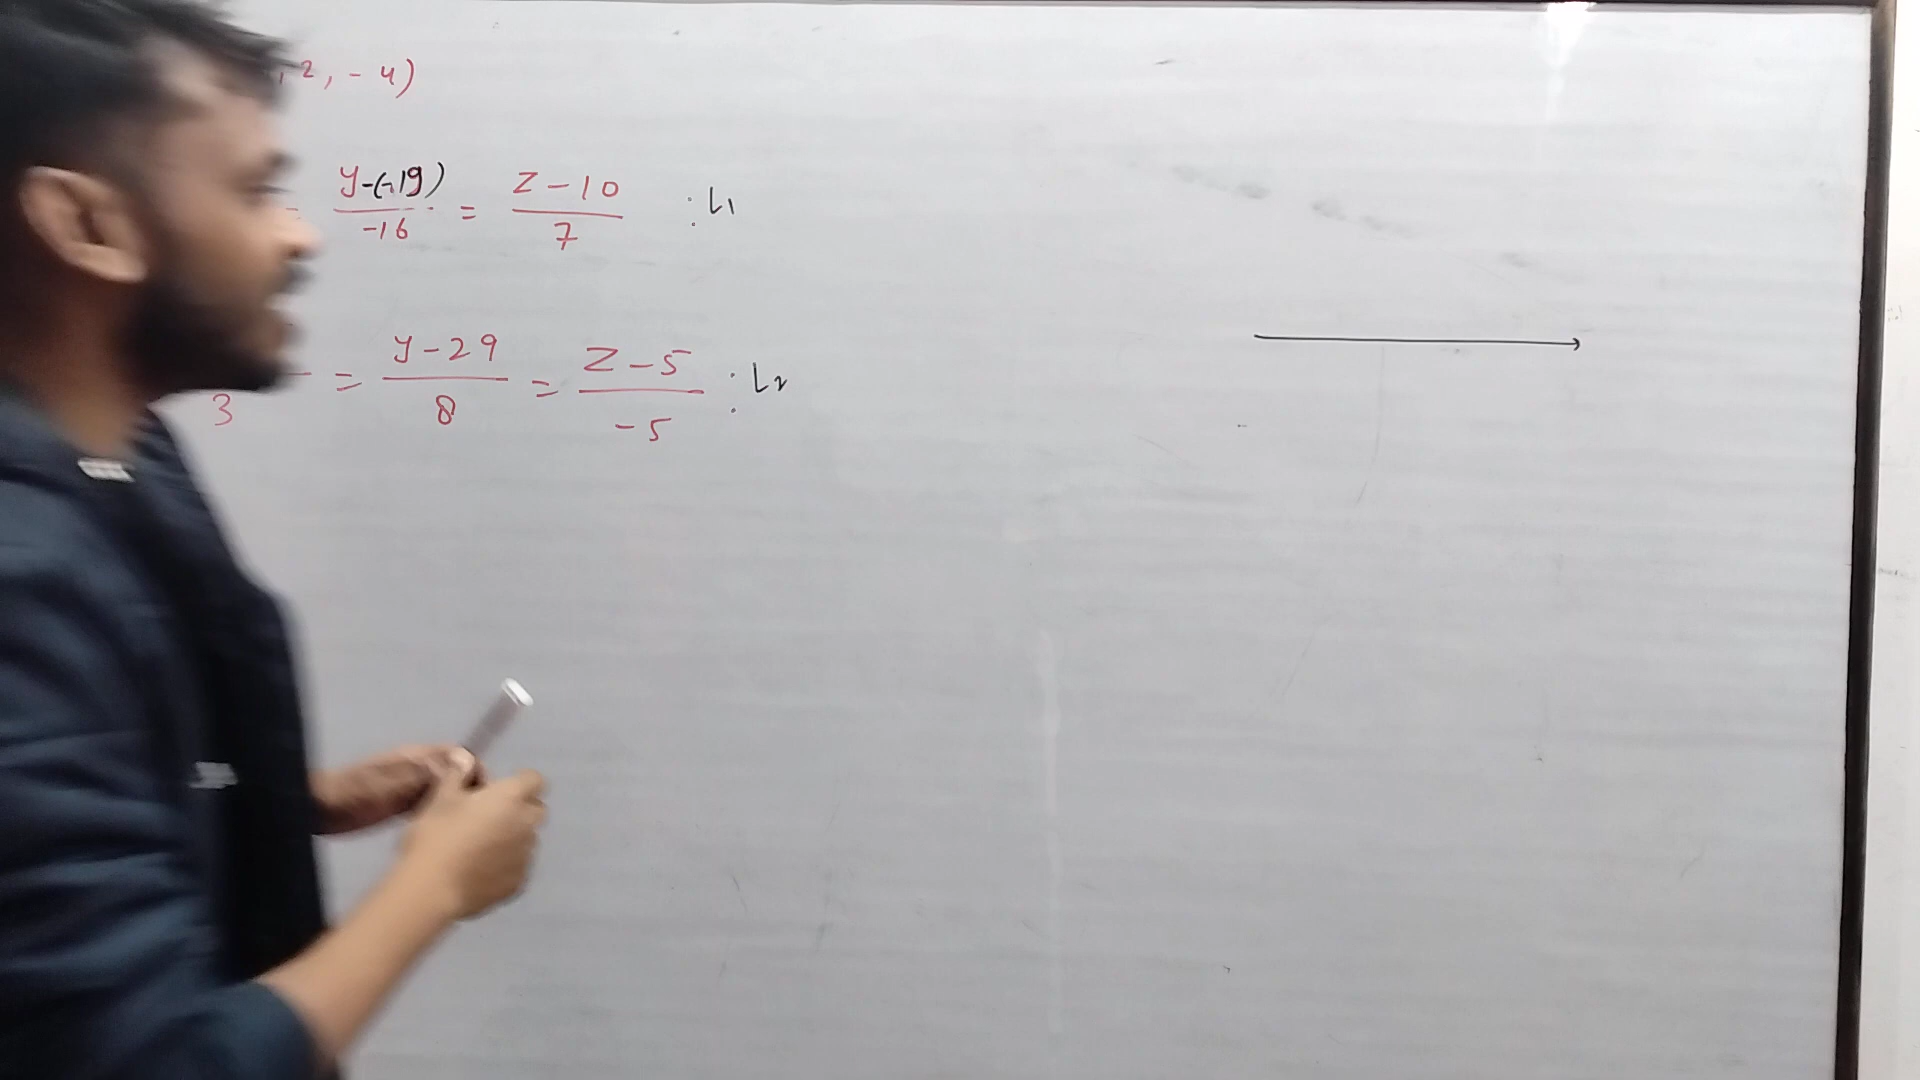 , 2, - 4)
= y-(-19)/-16 = z-10/7 : L1
/3 = y-29/8 = z-5/-5 : L2